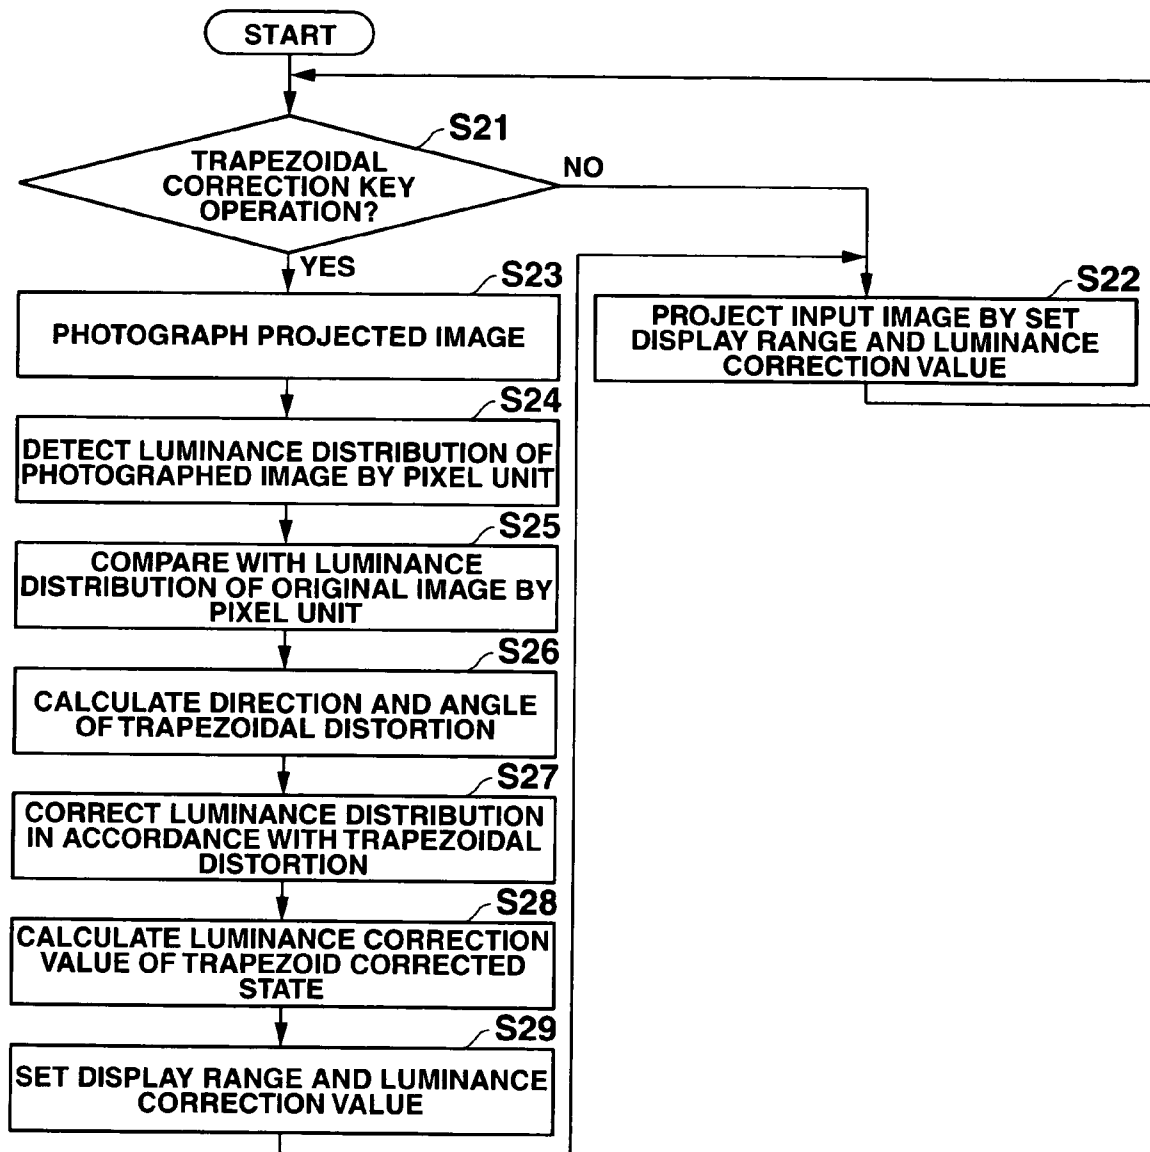 START
S21
TRAPEZOIDAL
CORRECTION KEY
OPERATION?
NO
YES
S23
PHOTOGRAPH PROJECTED IMAGE
S22
PROJECT INPUT IMAGE BY SET
DISPLAY RANGE AND LUMINANCE
CORRECTION VALUE
S24
DETECT LUMINANCE DISTRIBUTION OF
PHOTOGRAPHED IMAGE BY PIXEL UNIT
S25
COMPARE WITH LUMINANCE
DISTRIBUTION OF ORIGINAL IMAGE BY
PIXEL UNIT
S26
CALCULATE DIRECTION AND ANGLE
OF TRAPEZOIDAL DISTORTION
S27
CORRECT LUMINANCE DISTRIBUTION
IN ACCORDANCE WITH TRAPEZOIDAL
DISTORTION
S28
CALCULATE LUMINANCE CORRECTION
VALUE OF TRAPEZOID CORRECTED
STATE
S29
SET DISPLAY RANGE AND LUMINANCE
CORRECTION VALUE